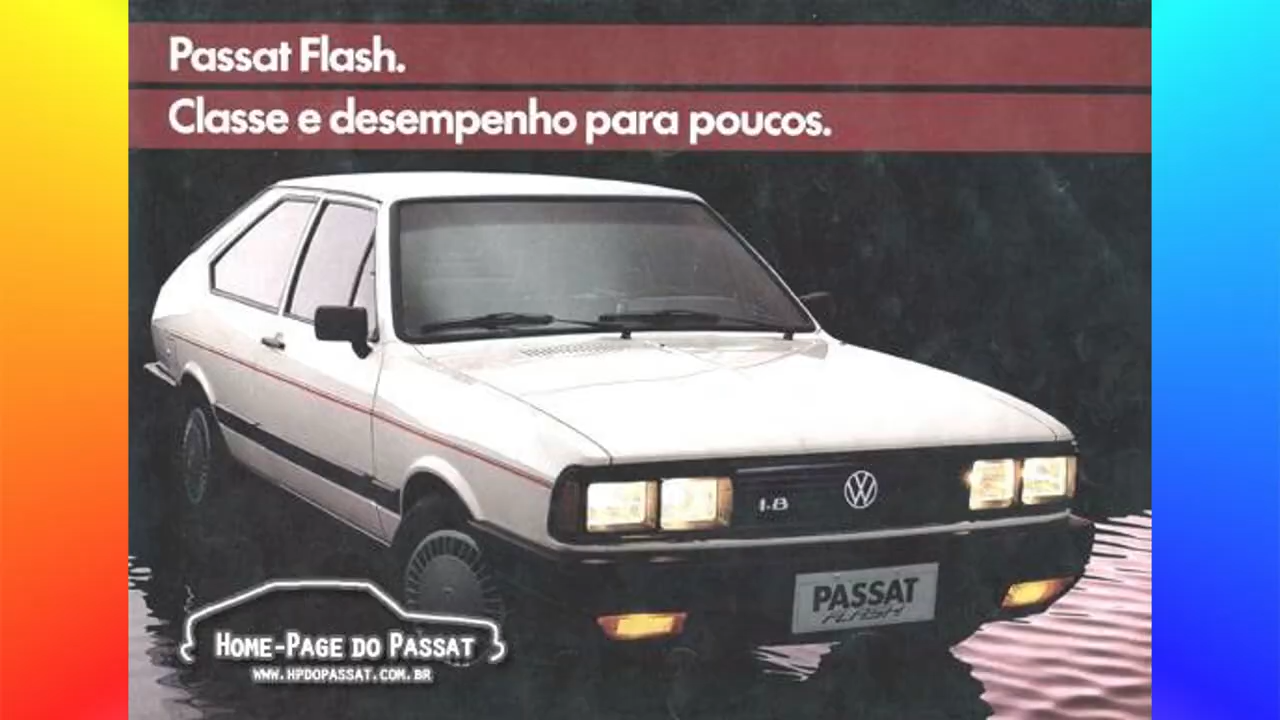 Passat Flash.
Classe e desempenho para poucos.
1.8
PASSAT
FLASH
Home-Page do Passat
www.hpdopassat.com.br